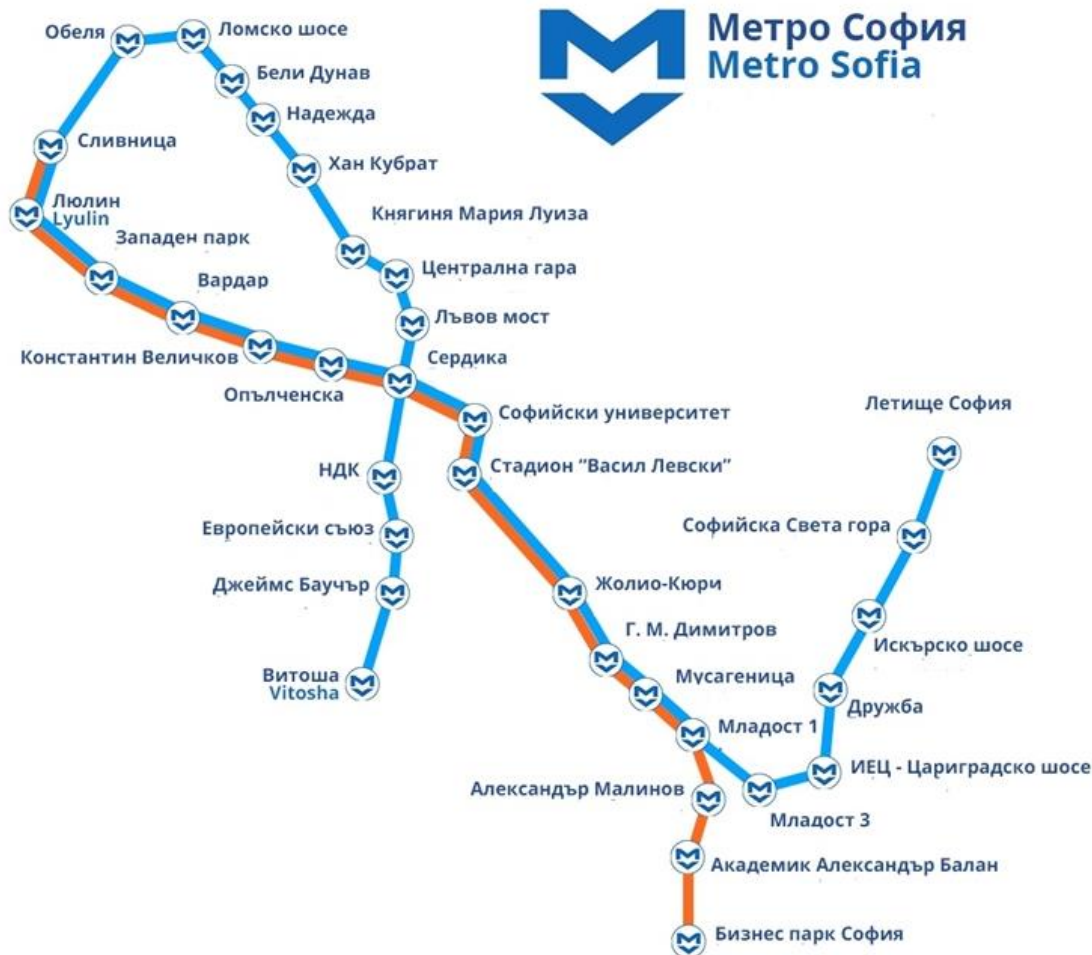 Метро София
Metro Sofia
Обеля
Ломско шосе
Бели Дунав
Надежда
Сливница
Хан Кубрат
Люлин
Lyulin
Княгиня Мария Луиза
Западен парк
Централна гара
Вардар
Лъвов мост
Константин Величков
Сердика
Опълченска
Летище София
Софийски университет
НДК
Стадион “Васил Левски”
Европейски съюз
Софийска Света гора
Джеймс Баучър
Жолио-Кюри
Г. М. Димитров
Искърско шосе
Витоша
Vitosha
Мусагеница
Дружба
Младост 1
ИЕЦ - Цариградско шосе
Александър Малинов
Младост 3
Академик Александър Балан
Бизнес парк София